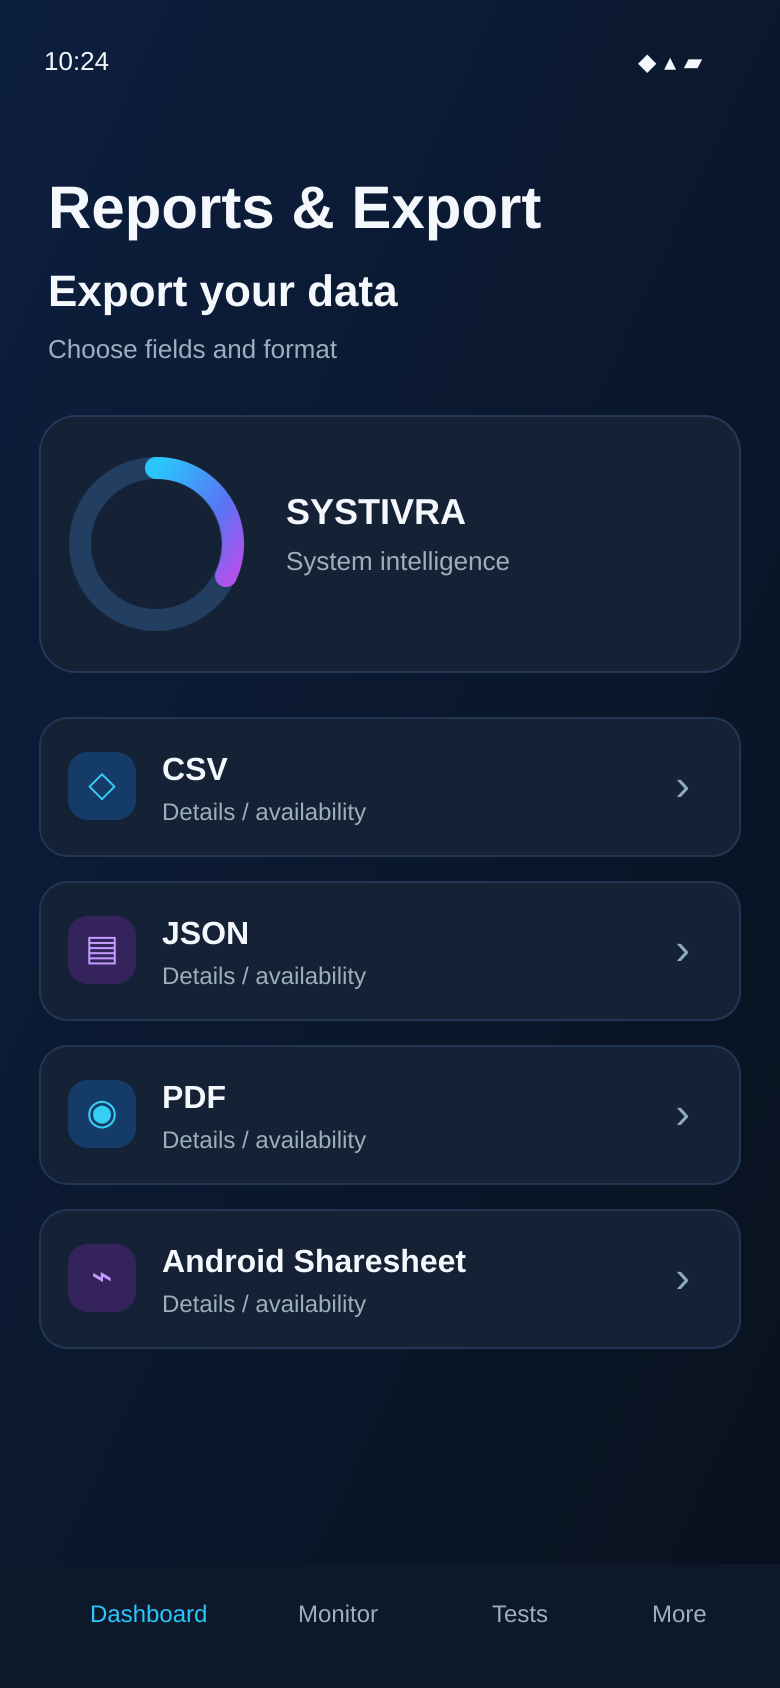 10:24
Reports & Export
Export your data
Choose fields and format
SYSTIVRA
System intelligence
CSV
Details / availability
›
JSON
Details / availability
›
PDF
Details / availability
›
Android Sharesheet
Details / availability
›
Dashboard Monitor Tests More